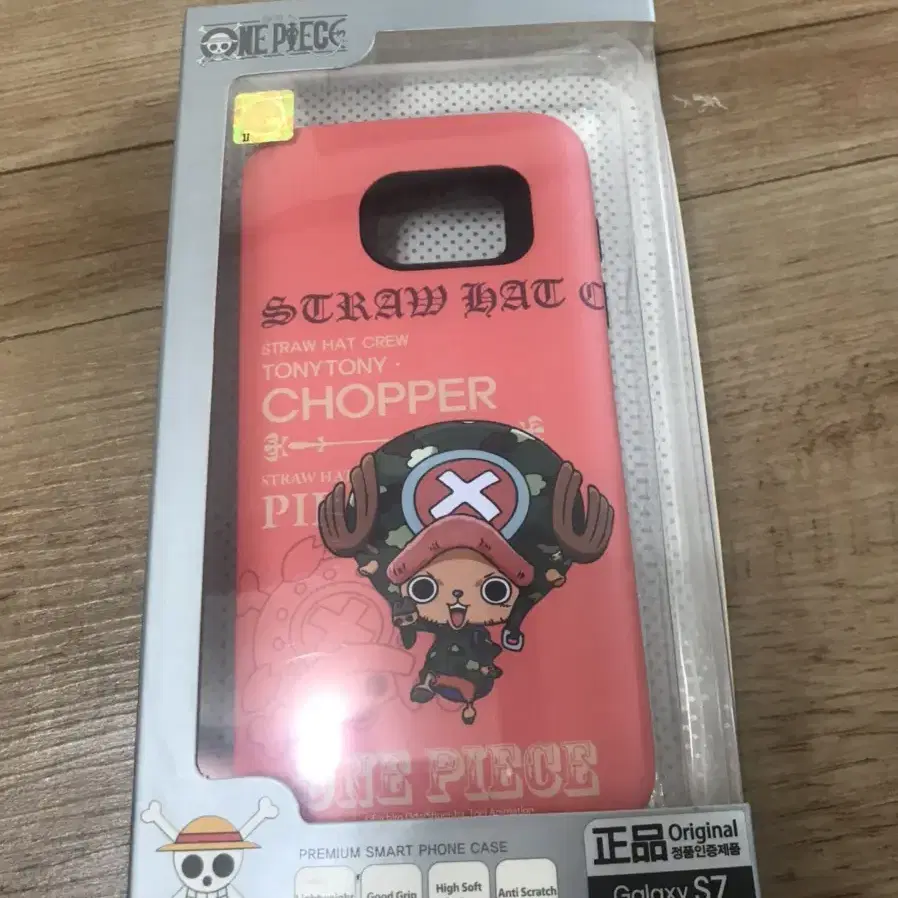 ONE PIECE
STRAW HAT C
STRAW HAT CREW
TONYTONY ·
CHOPPER
STRAW HAT
PI
ONE PIECE
PREMIUM SMART PHONE CASE
Good Grip
High Soft
Anti Scratch
正品 Original
정품인증제품
Galaxy S7